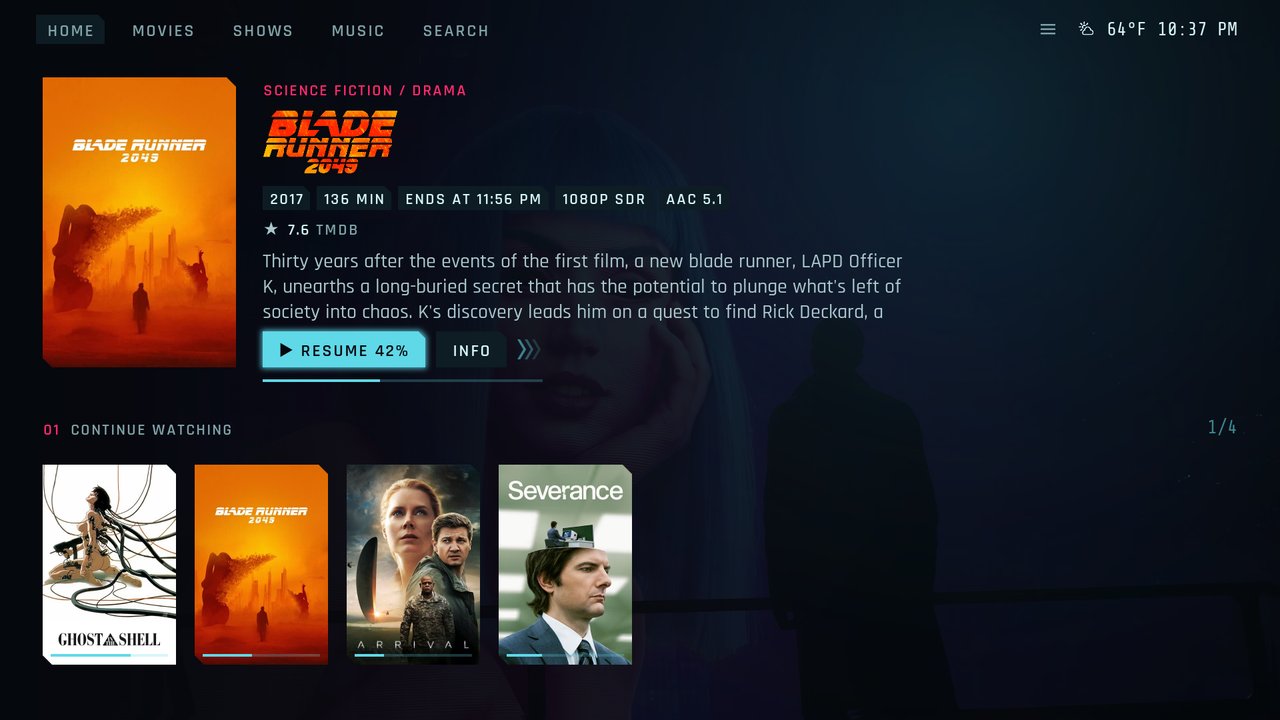 HOME MOVIES SHOWS MUSIC SEARCH
64°F 10:37 PM
BLADE RUNNER
2049
SCIENCE FICTION / DRAMA
BLADE
RUNNER
2049
2017 136 MIN ENDS AT 11:56 PM 1080P SDR AAC 5.1
★ 7.6 TMDB
Thirty years after the events of the first film, a new blade runner, LAPD Officer
K, unearths a long-buried secret that has the potential to plunge what's left of
society into chaos. K's discovery leads him on a quest to find Rick Deckard, a
RESUME 42% INFO
01 CONTINUE WATCHING
1/4
GHOST SHELL
BLADE RUNNER
2049
ARRIVAL
Severance